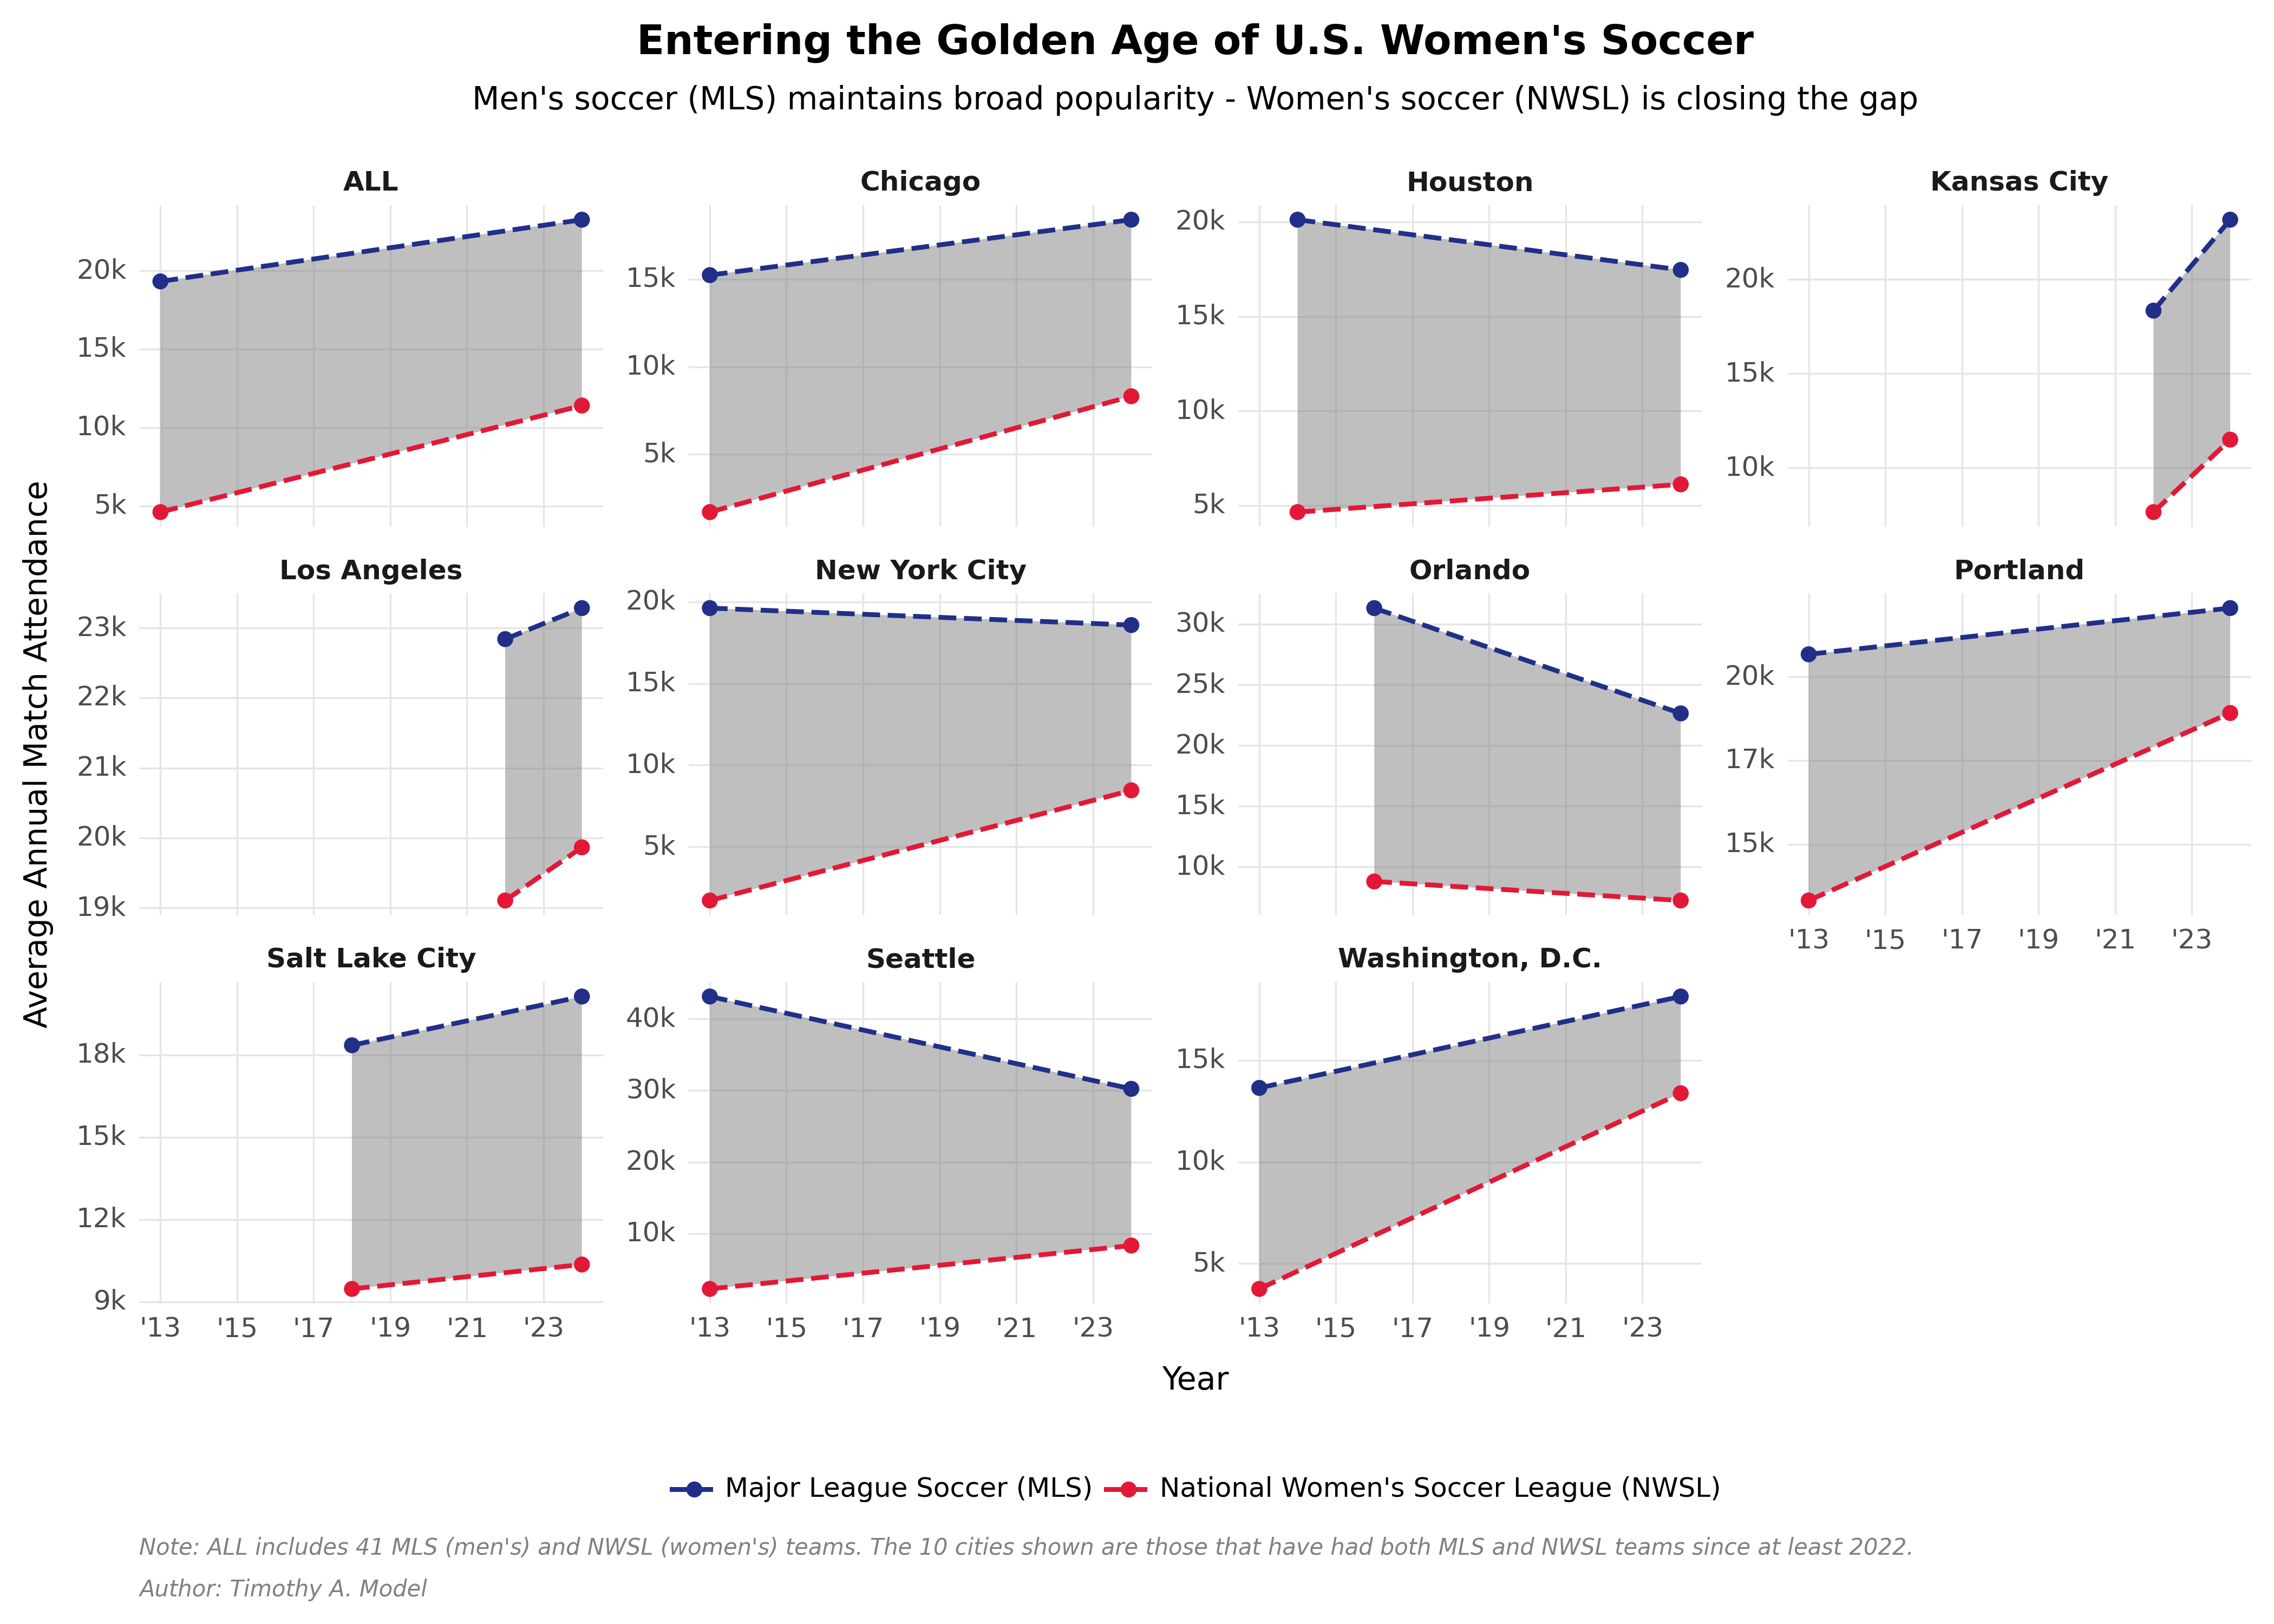 Entering the Golden Age of U.S. Women's Soccer
Men's soccer (MLS) maintains broad popularity - Women's soccer (NWSL) is closing the gap
Average Annual Match Attendance
ALL
20k
15k
10k
5k
Chicago
15k
10k
5k
Houston
20k
15k
10k
5k
Kansas City
20k
15k
10k
Los Angeles
23k
22k
21k
20k
19k
New York City
20k
15k
10k
5k
Orlando
30k
25k
20k
15k
10k
Portland
20k
17k
15k
'13 '15 '17 '19 '21 '23
Salt Lake City
18k
15k
12k
9k
'13 '15 '17 '19 '21 '23
Seattle
40k
30k
20k
10k
'13 '15 '17 '19 '21 '23
Washington, D.C.
15k
10k
5k
'13 '15 '17 '19 '21 '23
Year
Major League Soccer (MLS) National Women's Soccer League (NWSL)
Note: ALL includes 41 MLS (men's) and NWSL (women's) teams. The 10 cities shown are those that have had both MLS and NWSL teams since at least 2022.
Author: Timothy A. Model